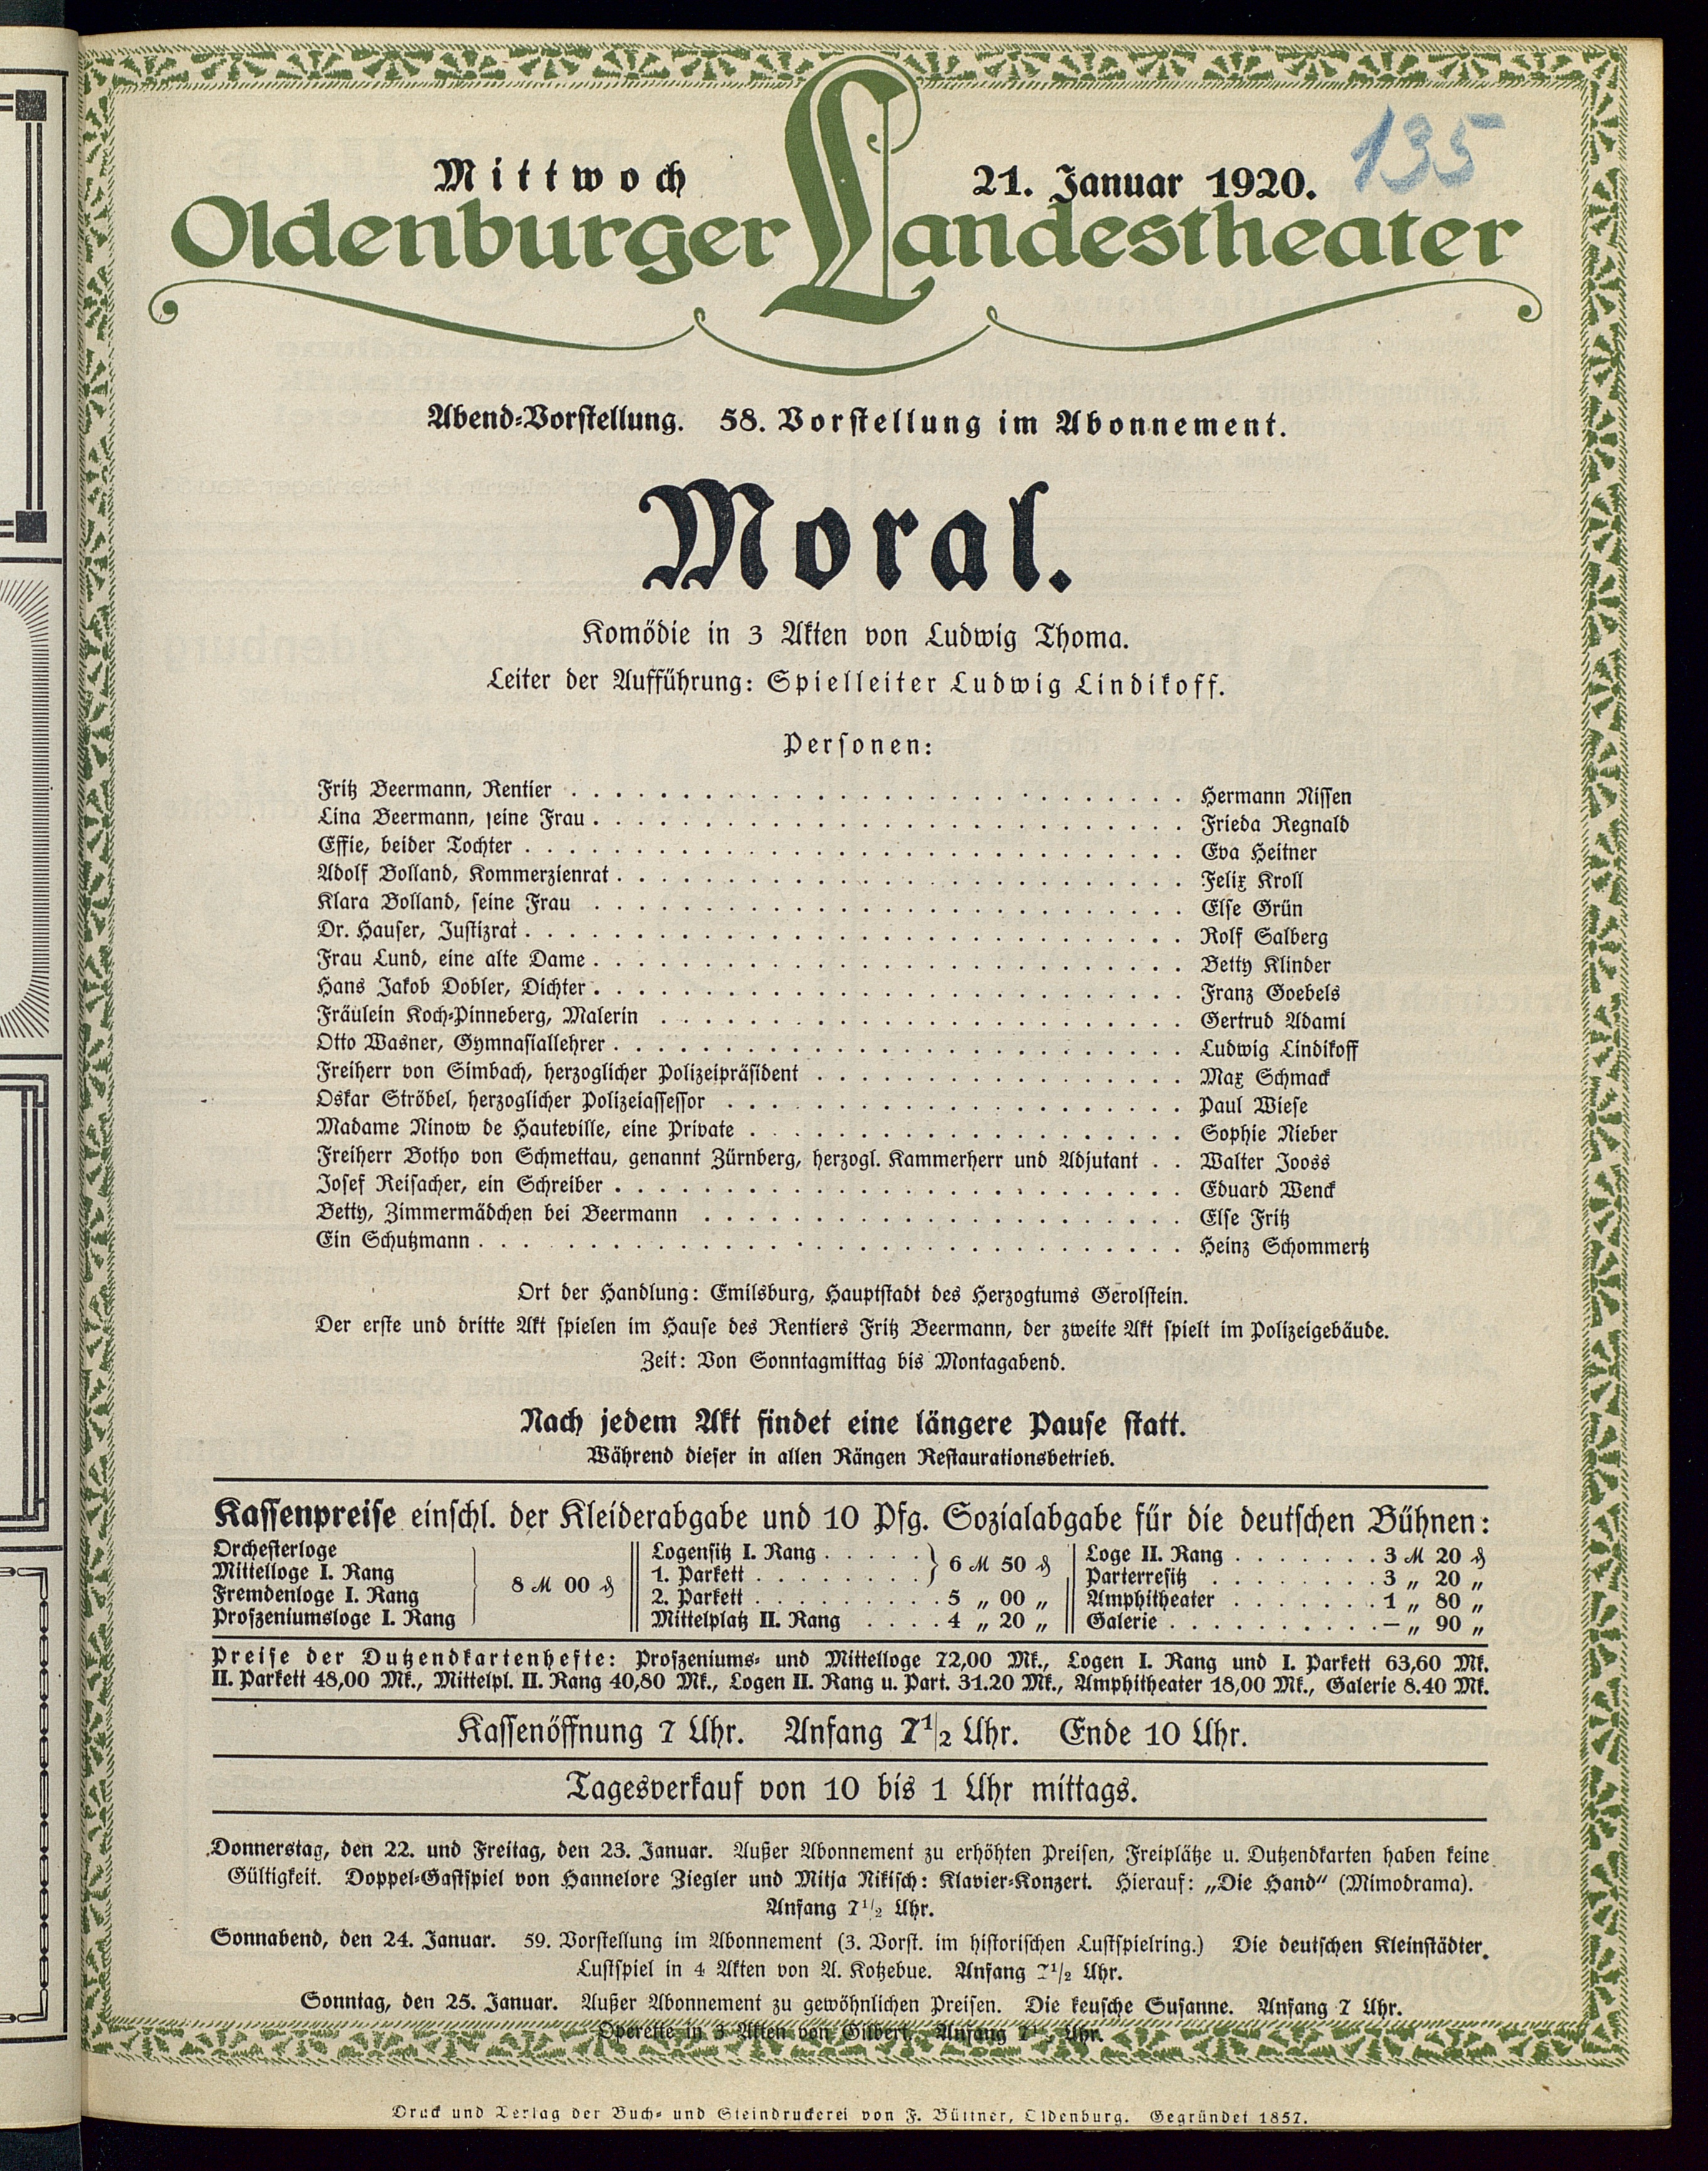 135
Mittwoch 21. Januar 1920.
Oldenburger Landestheater
Abend-Vorstellung. 58. Vorstellung im Abonnement.
Moral.
Komödie in 3 Akten von Ludwig Thoma.
Leiter der Aufführung: Spielleiter Ludwig Lindikoff.
Personen:
Fritz Beermann, Rentier . . . Hermann Nissen
Lina Beermann, seine Frau . . . Frieda Regnald
Effie, beider Tochter . . . Eva Heitner
Adolf Bolland, Kommerzienrat . . . Felix Kroll
Klara Bolland, seine Frau . . . Else Grün
Dr. Hauser, Justizrat . . . Rolf Salberg
Frau Lund, eine alte Dame . . . Betty Klinder
Hans Jakob Dobler, Dichter . . . Franz Goebels
Fräulein Koch-Pinneberg, Malerin . . . Gertrud Adami
Otto Wasner, Gymnasiallehrer . . . Ludwig Lindikoff
Freiherr von Simbach, herzoglicher Polizeipräsident . . . Max Schmack
Oskar Ströbel, herzoglicher Polizeiassessor . . . Paul Wiese
Madame Ninow de Hauteville, eine Private . . . Sophie Nieber
Freiherr Botho von Schmettau, genannt Zürnberg, herzogl. Kammerherr und Adjutant . . Walter Jooss
Josef Reisacher, ein Schreiber . . . Eduard Wenck
Betty, Zimmermädchen bei Beermann . . . Else Fritz
Ein Schutzmann . . . Heinz Schommertz
Ort der Handlung: Emilsburg, Hauptstadt des Herzogtums Gerolstein.
Der erste und dritte Akt spielen im Hause des Rentiers Fritz Beermann, der zweite Akt spielt im Polizeigebäude.
Zeit: Von Sonntagmittag bis Montagabend.
Nach jedem Akt findet eine längere Pause statt.
Während dieser in allen Rängen Restaurationsbetrieb.
Kassenpreise einschl. der Kleiderabgabe und 10 Pfg. Sozialabgabe für die deutschen Bühnen:
Orchesterloge
Mittelloge I. Rang
Fremdenloge I. Rang
Proszeniumsloge I. Rang
8 M 00 ₰
Logensitz I. Rang . . . . .
1. Parkett . . . . . . . .
6 M 50 ₰
2. Parkett . . . . . . . . . . 5 „ 00 „
Mittelplatz II. Rang . . . . 4 „ 20 „
Loge II. Rang . . . . . . . 3 M 20 ₰
Parterresitz . . . . . . . . 3 „ 20 „
Amphitheater . . . . . . . 1 „ 80 „
Galerie . . . . . . . . . . — „ 90 „
Preise der Dutzendkartenhefte: Proszeniums- und Mittelloge 72,00 Mk., Logen I. Rang und I. Parkett 63,60 Mk.
II. Parkett 48,00 Mk., Mittelpl. II. Rang 40,80 Mk., Logen II. Rang u. Part. 31.20 Mk., Amphitheater 18,00 Mk., Galerie 8.40 Mk.
Kassenöffnung 7 Uhr. Anfang 7½ Uhr. Ende 10 Uhr.
Tagesverkauf von 10 bis 1 Uhr mittags.
Donnerstag, den 22. und Freitag, den 23. Januar. Außer Abonnement zu erhöhten Preisen, Freiplätze u. Dutzendkarten haben keine
Gültigkeit. Doppel-Gastspiel von Hannelore Ziegler und Mitja Nikisch: Klavier-Konzert. Hierauf: „Die Hand“ (Mimodrama).
Anfang 7½ Uhr.
Sonnabend, den 24. Januar. 59. Vorstellung im Abonnement (3. Vorst. im historischen Lustspielring.) Die deutschen Kleinstädter.
Lustspiel in 4 Akten von A. Kotzebue. Anfang 7½ Uhr.
Sonntag, den 25. Januar. Außer Abonnement zu gewöhnlichen Preisen. Die keusche Susanne. Anfang 7 Uhr.
Operette in 3 Akten von Gilbert. Anfang 7½ Uhr.
Druck und Verlag der Buch- und Steindruckerei von F. Büttner, Oldenburg. Gegründet 1857.